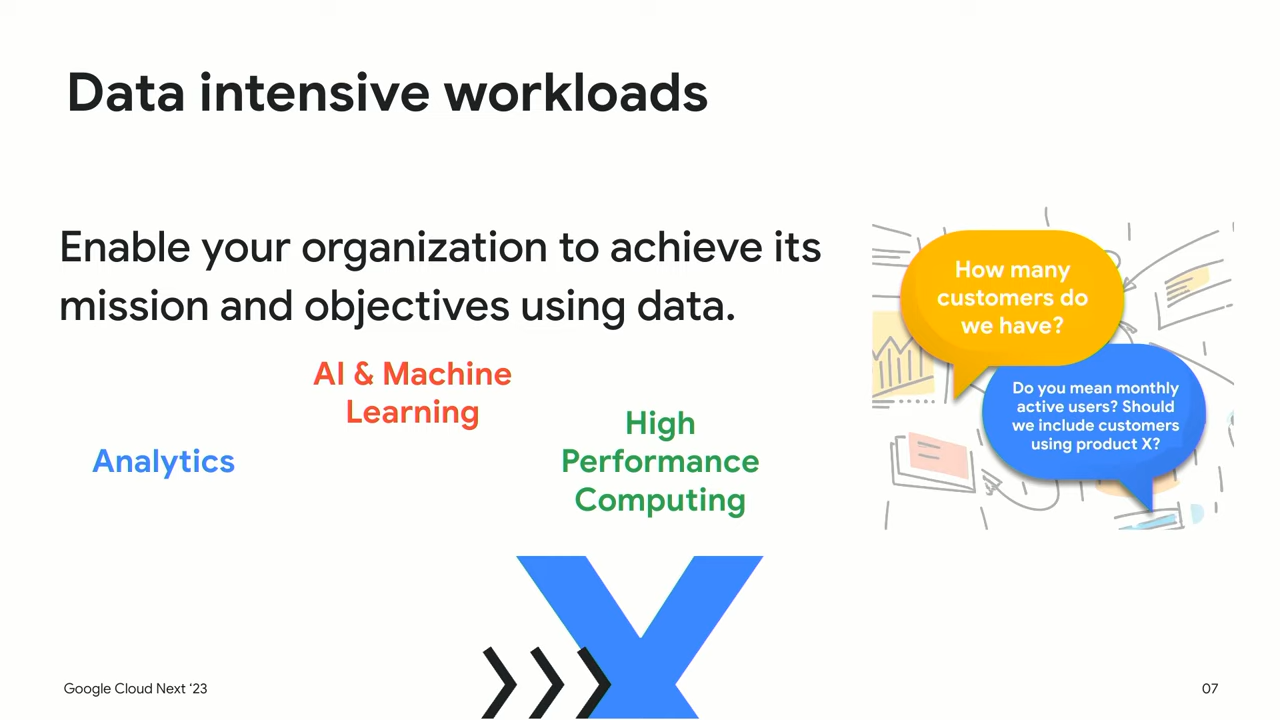 Data intensive workloads
Enable your organization to achieve its
mission and objectives using data.
AI & Machine
Learning
Analytics
High
Performance
Computing
How many
customers do
we have?
Do you mean monthly
active users? Should
we include customers
using product X?
Google Cloud Next ‘23
07